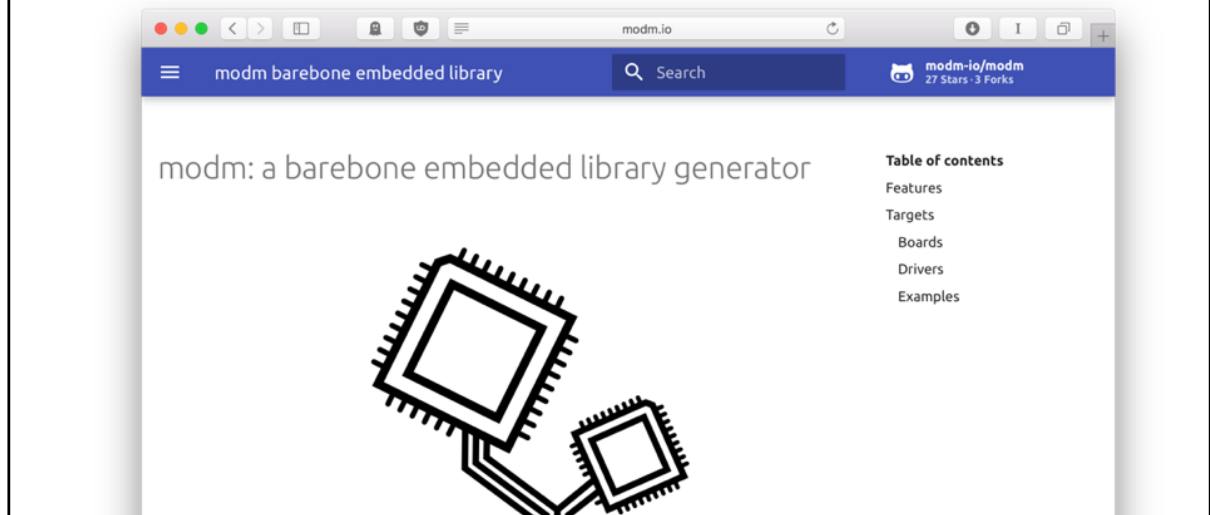 modm.io
modm barebone embedded library
Search
modm-io/modm
27 Stars · 3 Forks
modm: a barebone embedded library generator
Table of contents
Features
Targets
Boards
Drivers
Examples